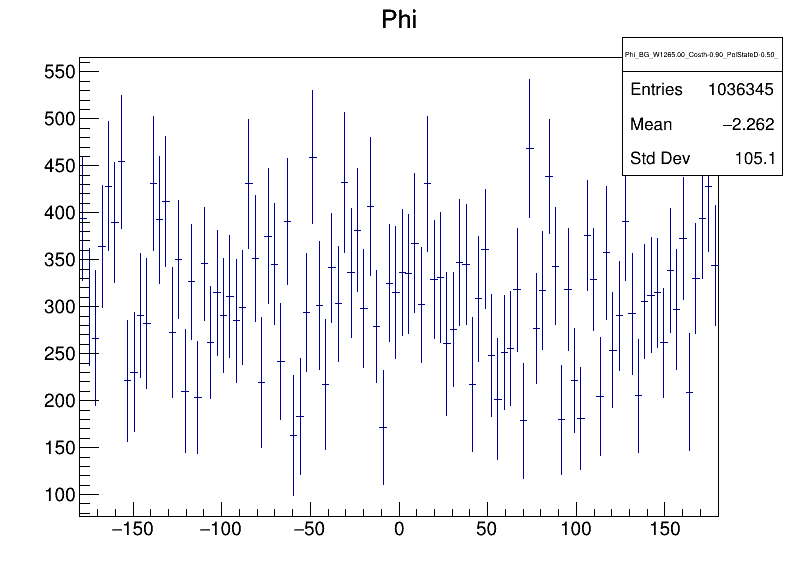 Phi
Phi_BG_W1265.00_Costh-0.90_PolStateD-0.50_
Entries 1036345
Mean −2.262
Std Dev 105.1
550
500
450
400
350
300
250
200
150
100
−150 −100 −50 0 50 100 150